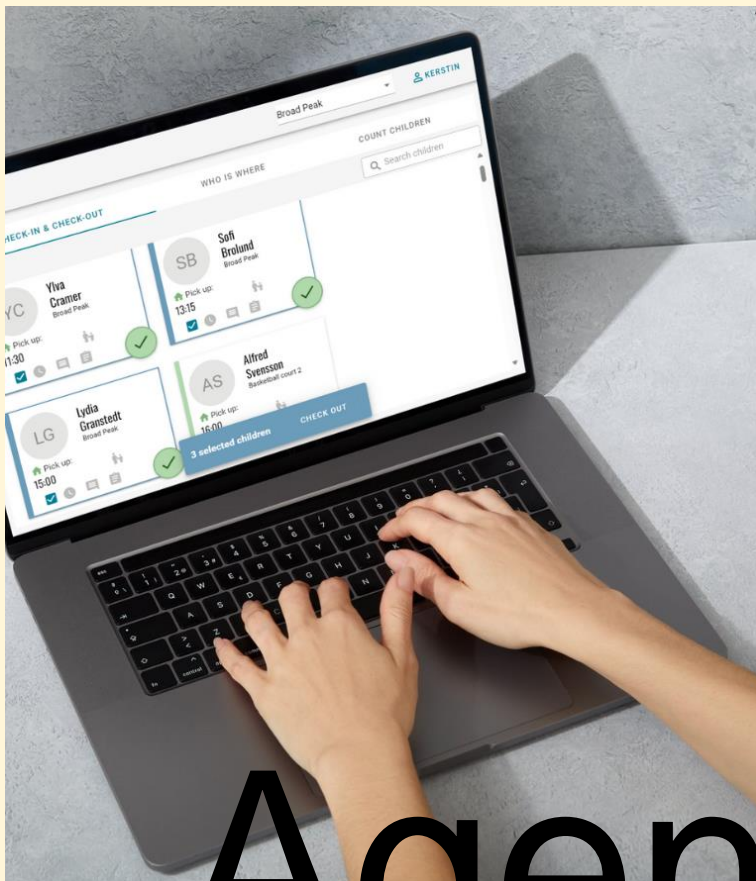 Broad Peak
KERSTIN
CHECK-IN & CHECK-OUT
WHO IS WHERE
COUNT CHILDREN
Search children
YC
Ylva
Cramer
Broad Peak
Pick up:
11:30
SB
Sofi
Brolund
Broad Peak
Pick up:
13:15
LG
Lydia
Granstedt
Broad Peak
Pick up:
15:00
AS
Alfred
Svensson
Basketball court 2
Pick up:
16:00
3 selected children
CHECK OUT
Agen